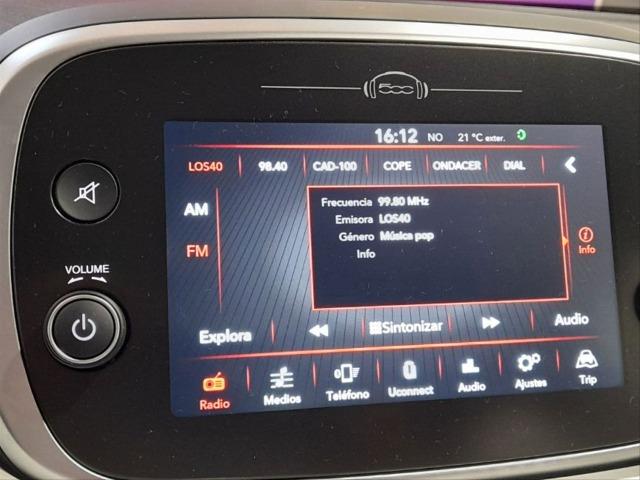 500
16:12 NO 21 °C exter.
LOS40 98.40 CAD-100 COPE ONDACER DIAL
AM
FM
Frecuencia 99.80 MHz
Emisora LOS40
Género Música pop
Info
Info
VOLUME
Explora Sintonizar Audio
Radio Medios Teléfono Uconnect Audio Ajustes Trip